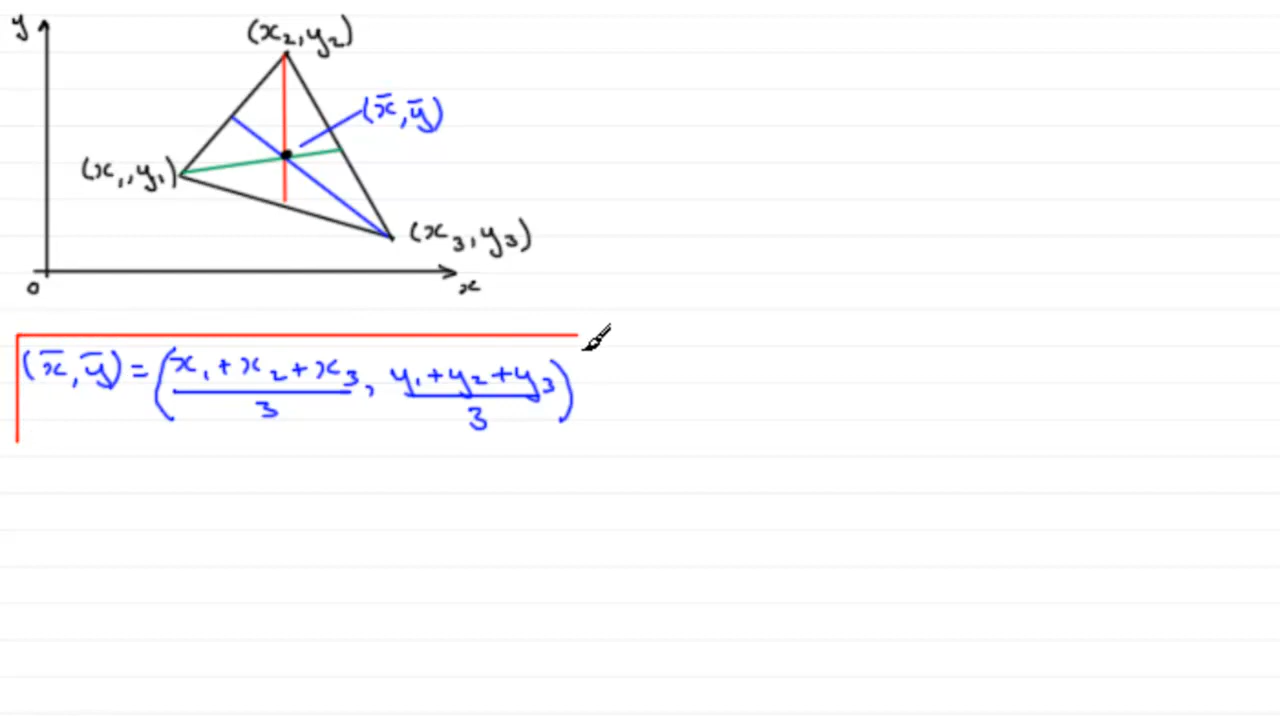 y
(x₂,y₂)
(x̄,ȳ)
(x₁,y₁)
(x₃,y₃)
0
x
(x̄,ȳ)=(x₁+x₂+x₃/3, y₁+y₂+y₃/3)